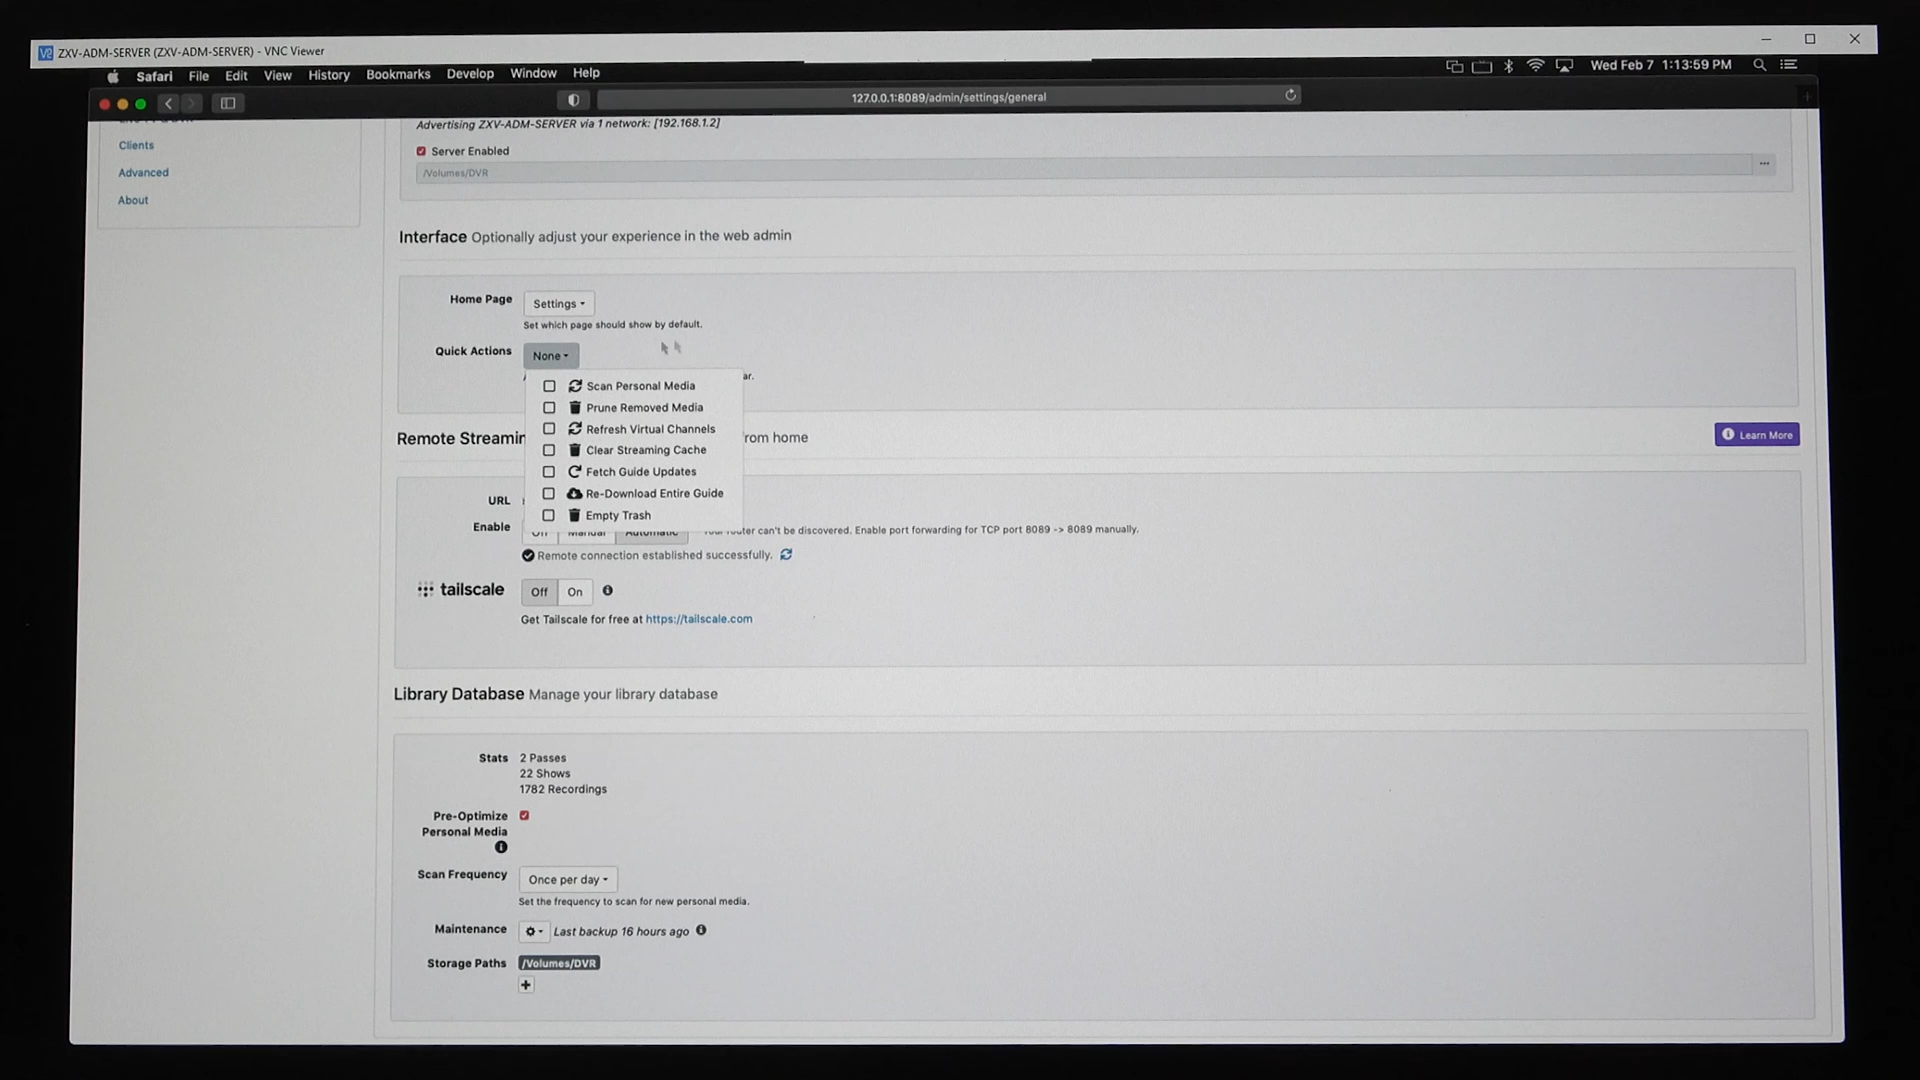 ZXV-ADM-SERVER (ZXV-ADM-SERVER) - VNC Viewer
Safari File Edit View History Bookmarks Develop Window Help
Wed Feb 7 1:13:59 PM
127.0.0.1:8089/admin/settings/general
Clients
Advanced
About
Advertising ZXV-ADM-SERVER via 1 network: [192.168.1.2]
Server Enabled
/Volumes/DVR
Interface Optionally adjust your experience in the web admin
Home Page Settings
Set which page should show by default.
Quick Actions None
ar.
Scan Personal Media
Prune Removed Media
Refresh Virtual Channels
Clear Streaming Cache
Fetch Guide Updates
Re-Download Entire Guide
Empty Trash
Remote Streamin rom home
Learn More
URL
Enable Off Manual Automatic Your router can't be discovered. Enable port forwarding for TCP port 8089 -> 8089 manually.
Remote connection established successfully.
tailscale Off On
Get Tailscale for free at https://tailscale.com
Library Database Manage your library database
Stats 2 Passes
22 Shows
1782 Recordings
Pre-Optimize
Personal Media
Scan Frequency Once per day
Set the frequency to scan for new personal media.
Maintenance Last backup 16 hours ago
Storage Paths /Volumes/DVR